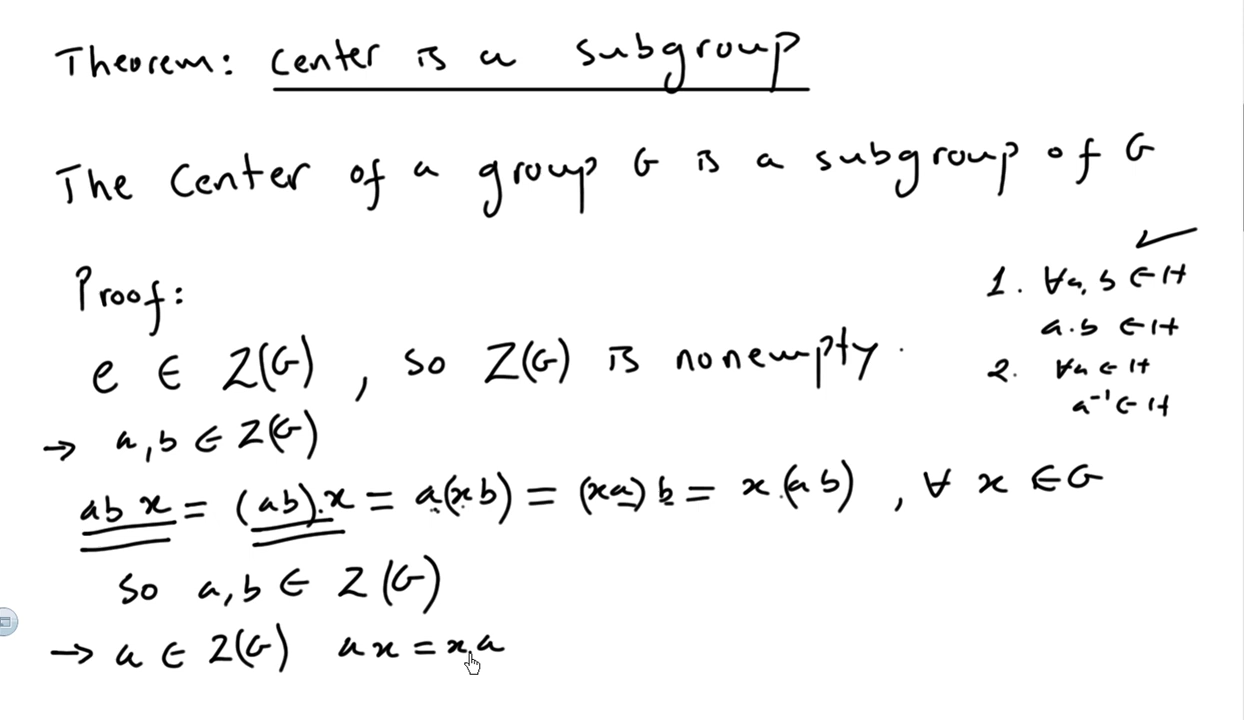 Theorem: Center is a subgroup
The Center of a group G is a subgroup of G
Proof:
1. ∀a, b ∈ H
a.b ∈ H
2. ∀a ∈ H
a⁻¹ ∈ H
e ∈ Z(G), so Z(G) is nonempty.
→ a, b ∈ Z(G)
ab x = (ab).x = a(xb) = (xa) b = x.(ab), ∀ x ∈ G
So a, b ∈ Z(G)
→ a ∈ Z(G) ax = x.a